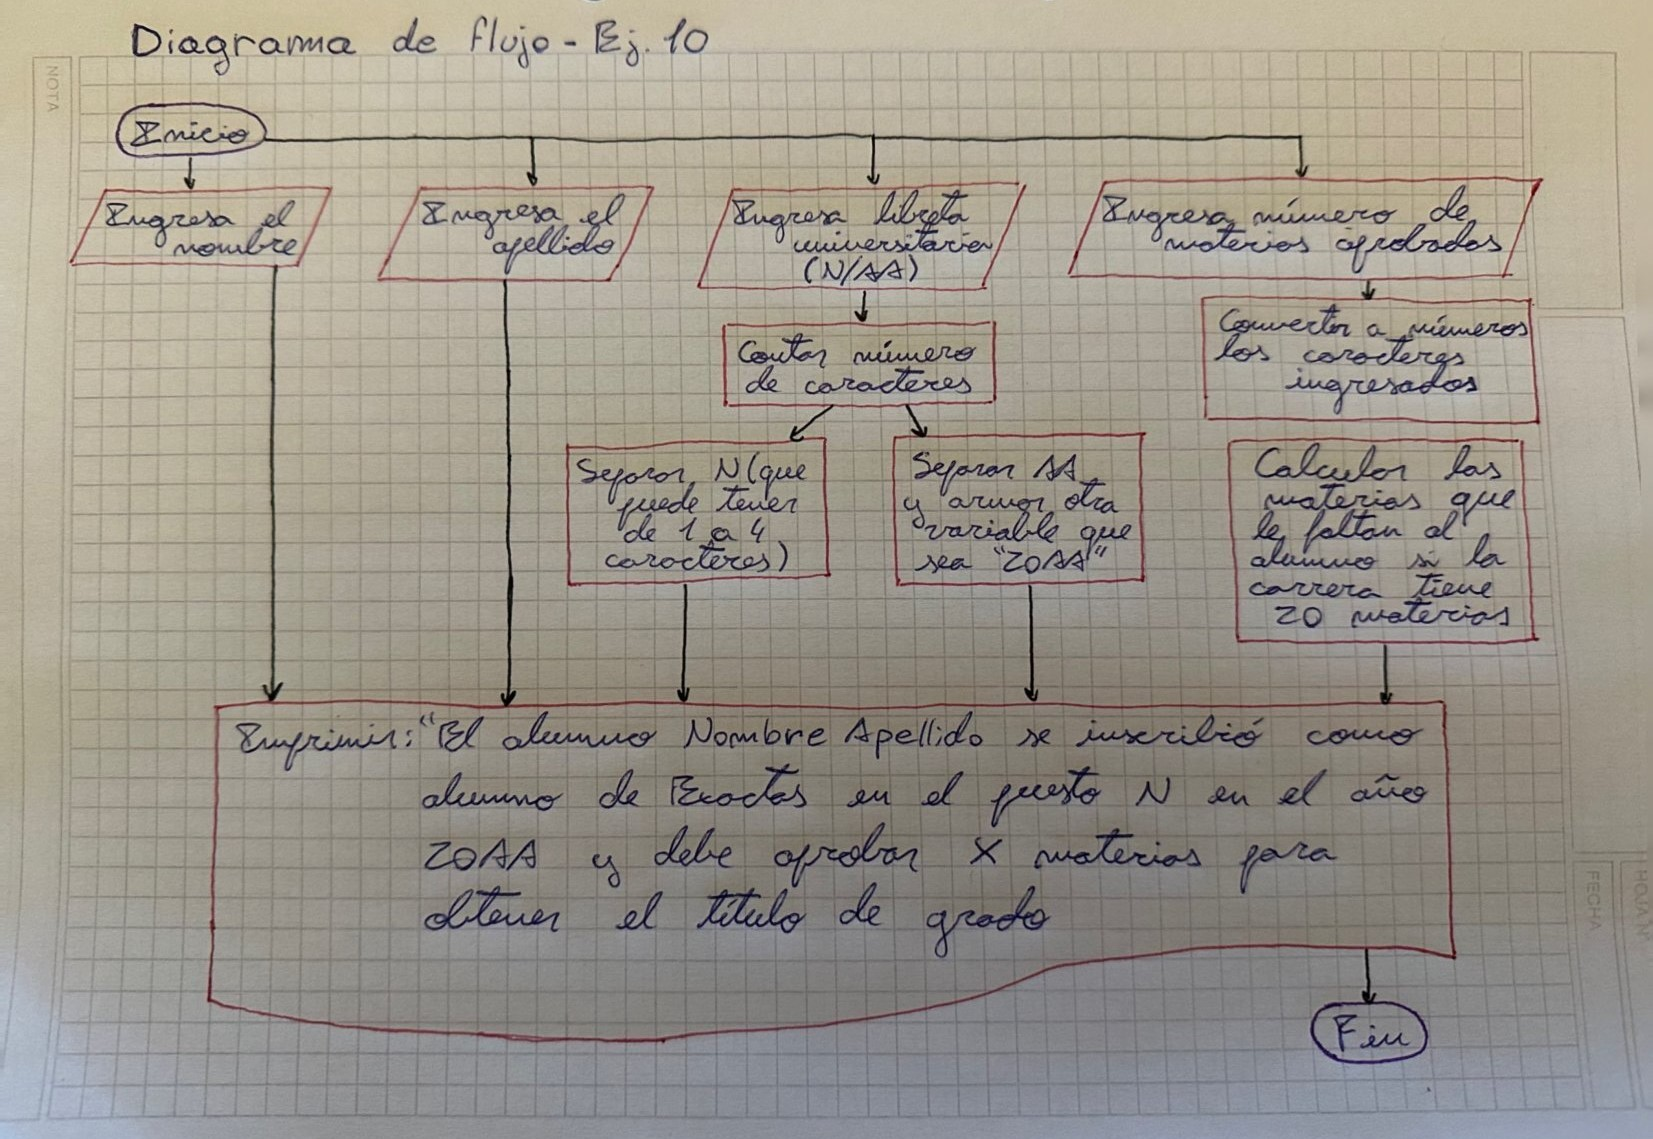 Diagrama de flujo - Ej. 10
NOTA
Inicio
Ingresa el
nombre
Ingresa el
apellido
Ingresa libreta
universitaria
(N/AA)
Ingresa número de
materias aprobadas
Contar número
de caracteres
Convertir a números
los caracteres
ingresados
Separar N (que
puede tener
de 1 a 4
caracteres)
Separar AA
y armar otra
variable que
sea "20AA"
Calcular las
materias que
le faltan al
alumno si la
carrera tiene
20 materias
Imprimir: "El alumno Nombre Apellido se inscribió como
alumno de Exactas en el puesto N en el año
20AA y debe aprobar X materias para
obtener el título de grado
Fin
FECHA
HOJA Nº